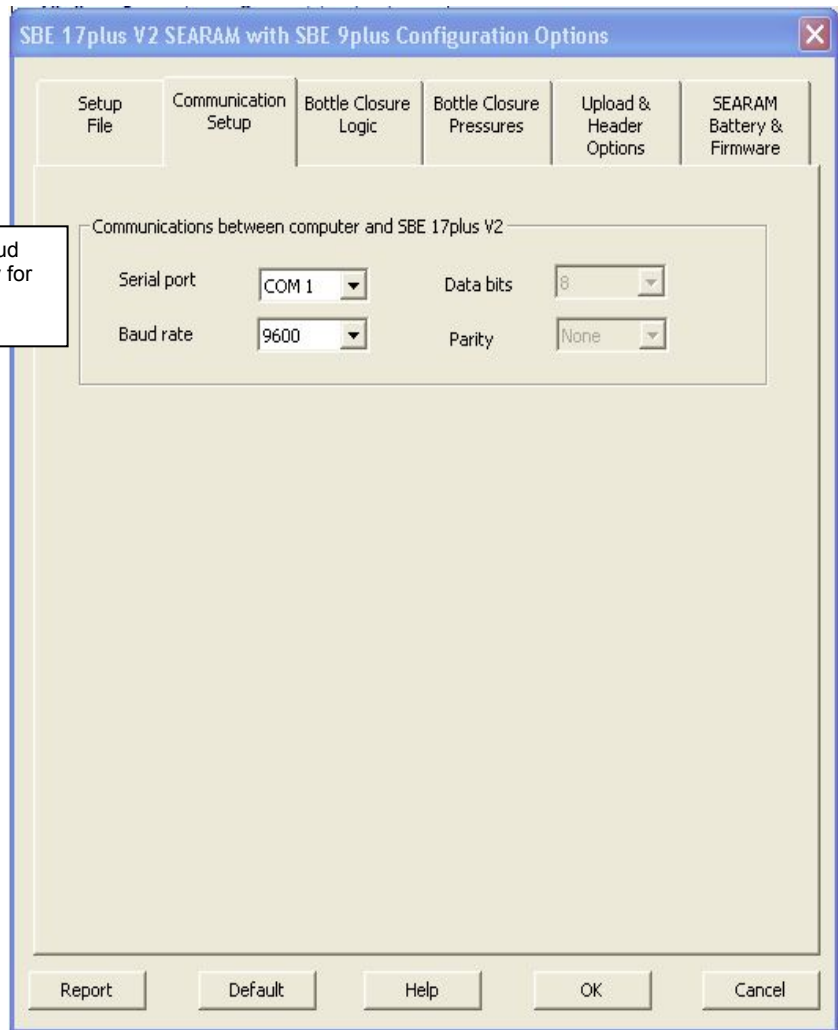 SBE 17plus V2 SEARAM with SBE 9plus Configuration Options
Setup
File
Communication
Setup
Bottle Closure
Logic
Bottle Closure
Pressures
Upload &
Header
Options
SEARAM
Battery &
Firmware
Communications between computer and SBE 17plus V2
Serial port COM 1 Data bits 8
Baud rate 9600 Parity None
for
Report Default Help OK Cancel